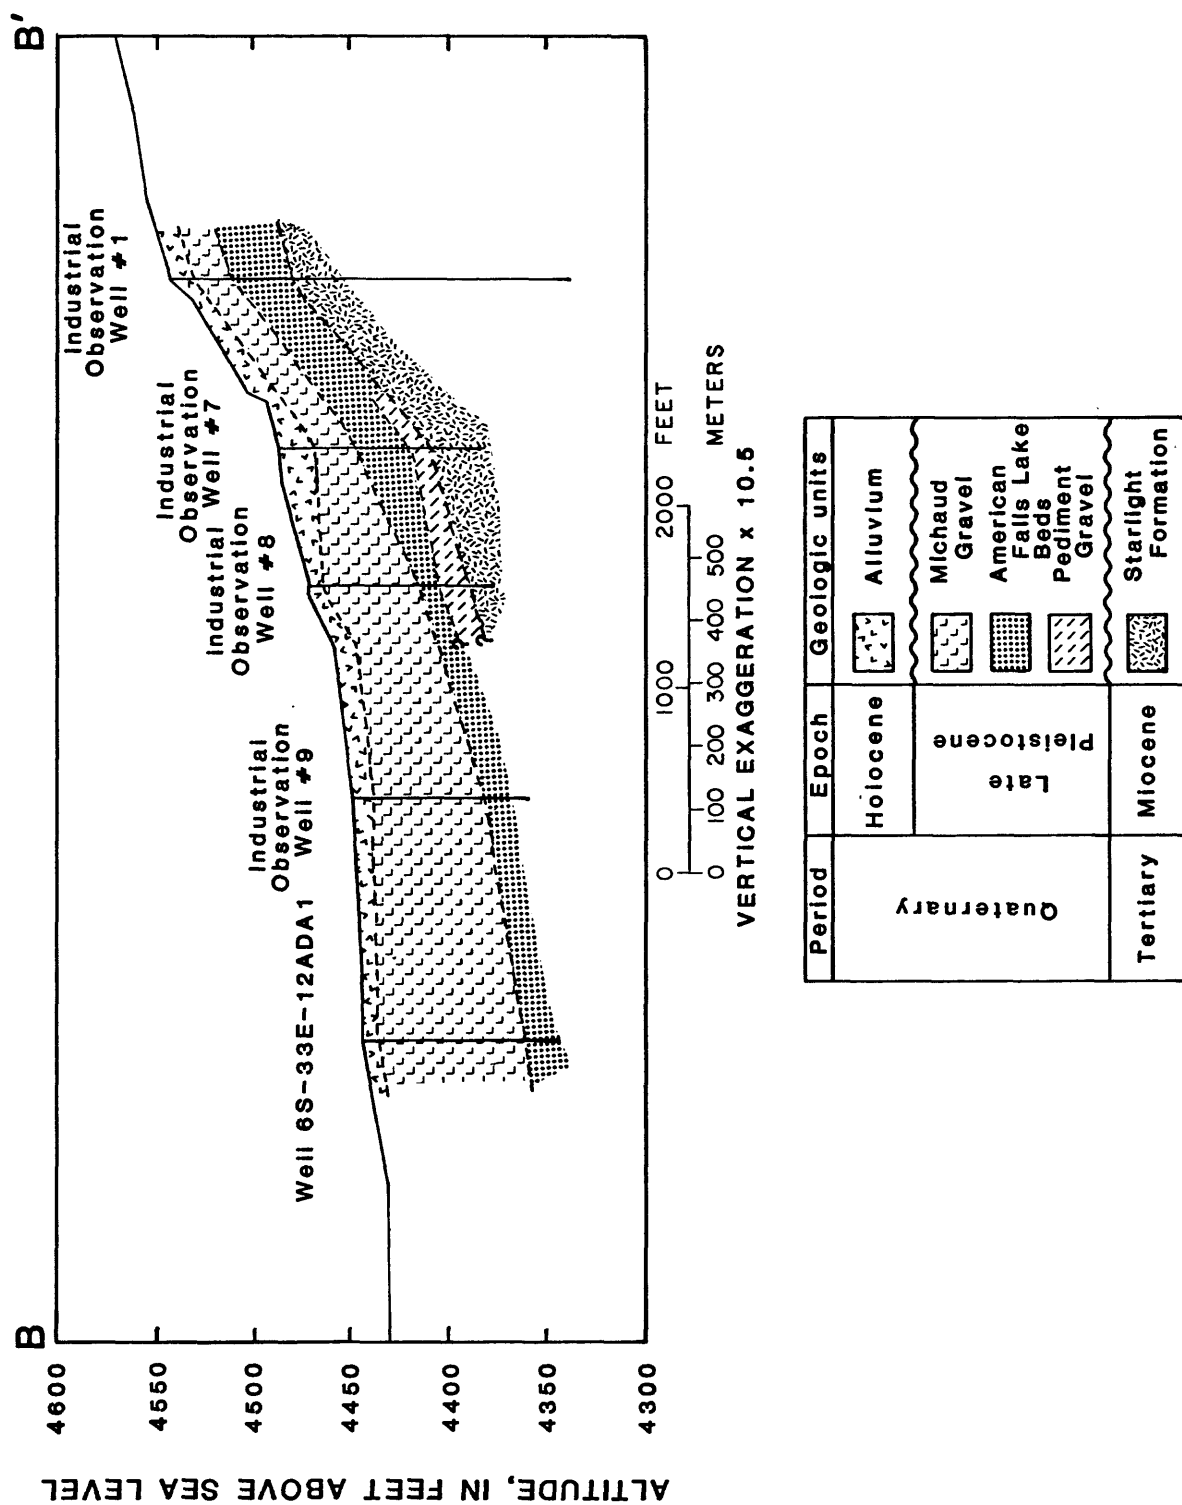 B
B'
Industrial
Observation
Well #1
Industrial
Observation
Well #7
Industrial
Observation
Well #8
Industrial
Observation
Well #9
Well 6S-33E-12ADA1
ALTITUDE, IN FEET ABOVE SEA LEVEL
4600
4550
4500
4450
4400
4350
4300
0 1000 2000 FEET
0 100 200 300 400 500 METERS
VERTICAL EXAGGERATION x 10.5
Period Epoch Geologic units
Quaternary
Holocene
Alluvium
Late
Pleistocene
Michaud
Gravel
American
Falls Lake
Beds
Pediment
Gravel
Tertiary
Miocene
Starlight
Formation